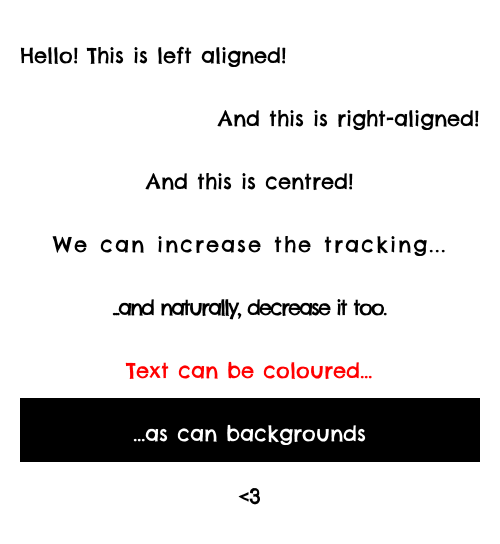 Hello! This is left aligned!
And this is right-aligned!
And this is centred!
We can increase the tracking...
...and naturally, decrease it too.
Text can be coloured...
...as can backgrounds
<3